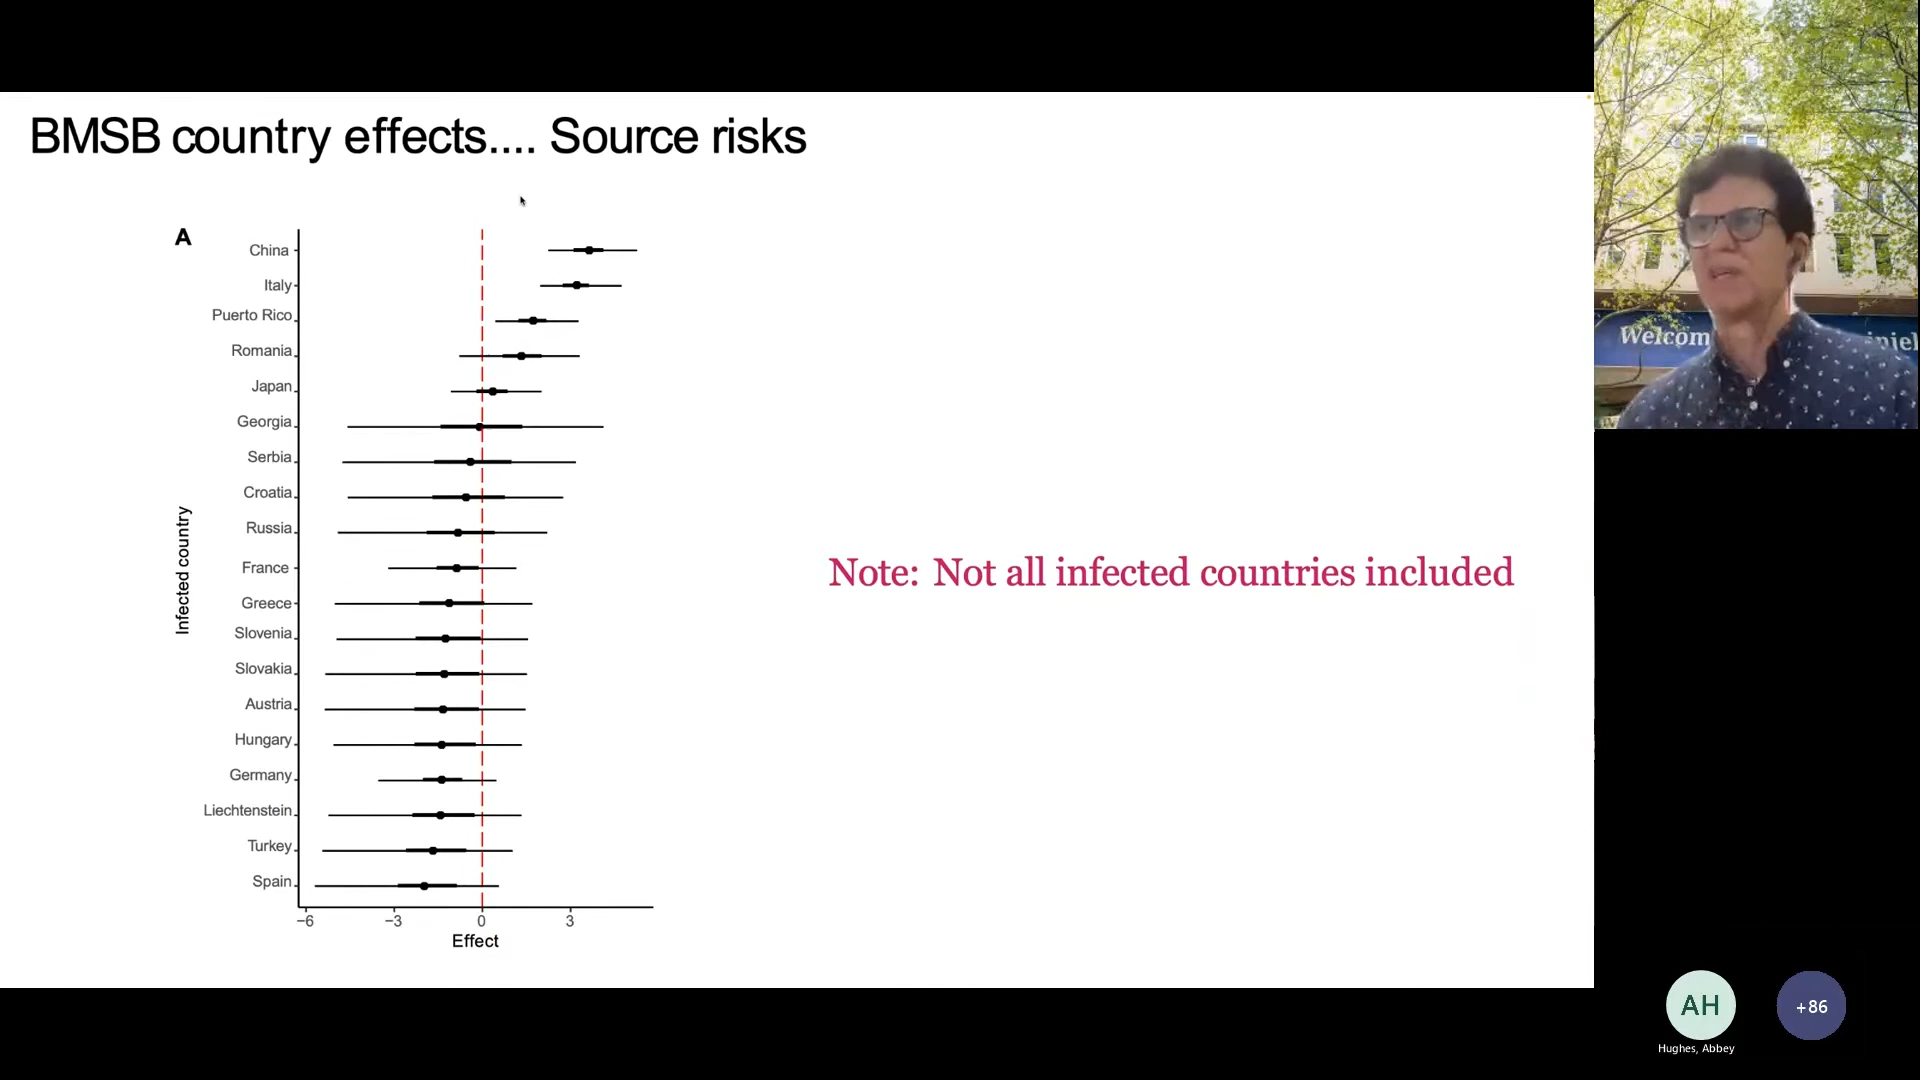 BMSB country effects.... Source risks
A
China
Italy
Puerto Rico
Romania
Japan
Georgia
Serbia
Croatia
Russia
France
Greece
Slovenia
Slovakia
Austria
Hungary
Germany
Liechtenstein
Turkey
Spain
Infected country
−6 −3 0 3
Effect
Note: Not all infected countries included
Welcom
AH
Hughes, Abbey
+86